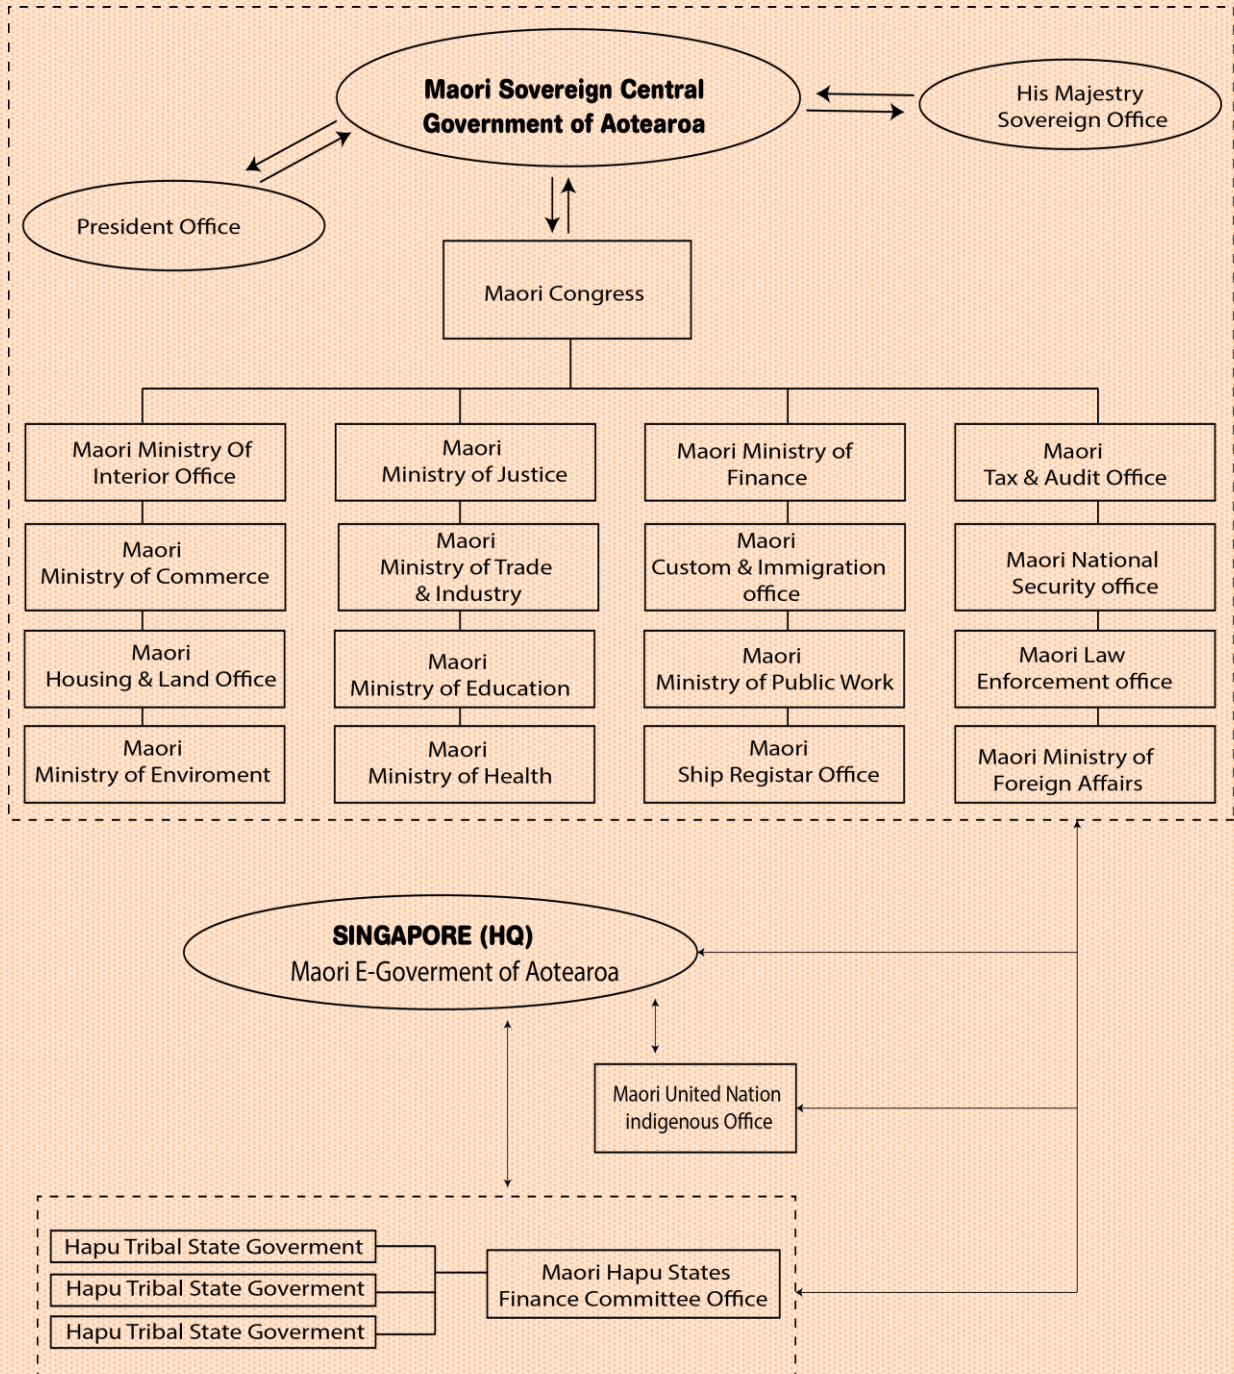 Maori Sovereign Central
Government of Aotearoa
His Majestry
Sovereign Office
President Office
Maori Congress
Maori Ministry Of
Interior Office
Maori
Ministry of Justice
Maori Ministry of
Finance
Maori
Tax & Audit Office
Maori
Ministry of Commerce
Maori
Ministry of Trade
& Industry
Maori
Custom & Immigration
office
Maori National
Security office
Maori
Housing & Land Office
Maori
Ministry of Education
Maori
Ministry of Public Work
Maori Law
Enforcement office
Maori
Ministry of Enviroment
Maori
Ministry of Health
Maori
Ship Registar Office
Maori Ministry of
Foreign Affairs
SINGAPORE (HQ)
Maori E-Goverment of Aotearoa
Maori United Nation
indigenous Office
Hapu Tribal State Goverment
Hapu Tribal State Goverment
Hapu Tribal State Goverment
Maori Hapu States
Finance Committee Office